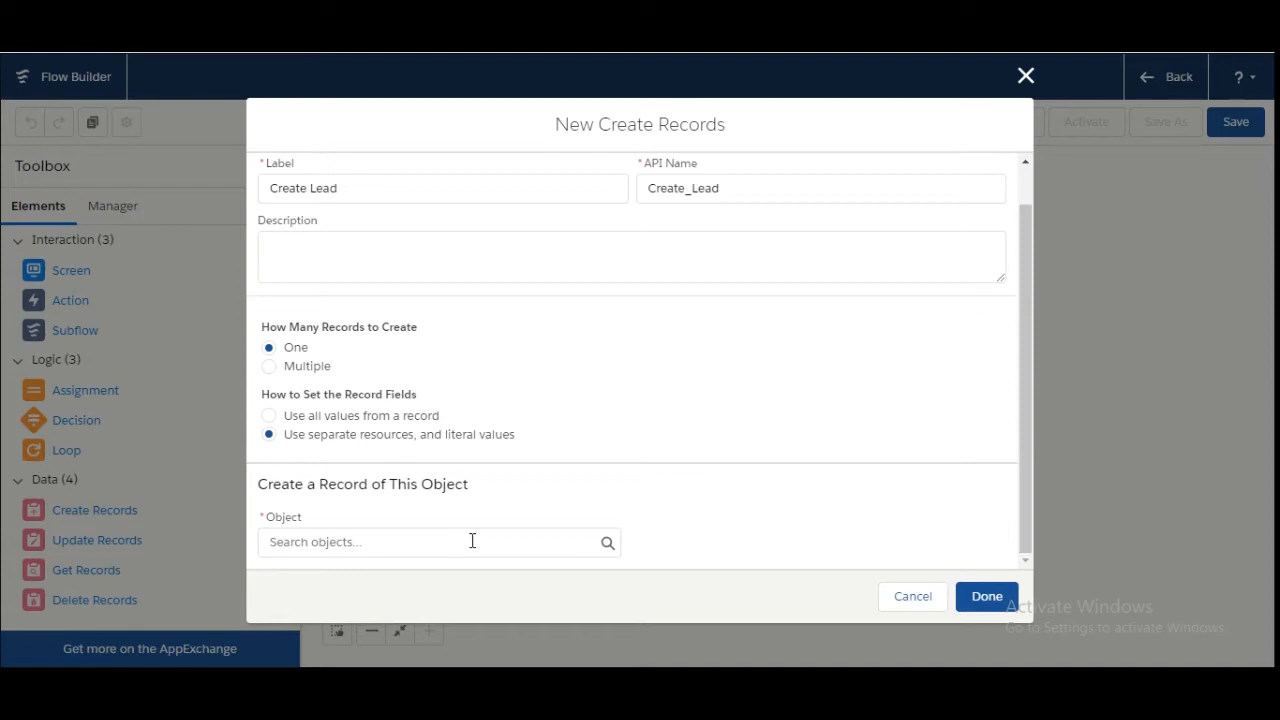 Flow Builder
Back
?
Activate
Save As
Save
New Create Records
Toolbox
Elements
Manager
* Label
* API Name
Create Lead
Create_Lead
Description
Interaction (3)
Screen
Action
Subflow
Logic (3)
Assignment
Decision
Loop
Data (4)
Create Records
Update Records
Get Records
Delete Records
How Many Records to Create
One
Multiple
How to Set the Record Fields
Use all values from a record
Use separate resources, and literal values
Create a Record of This Object
* Object
Search objects...
Cancel
Done
Activate Windows
Go to Settings to activate Windows.
Get more on the AppExchange